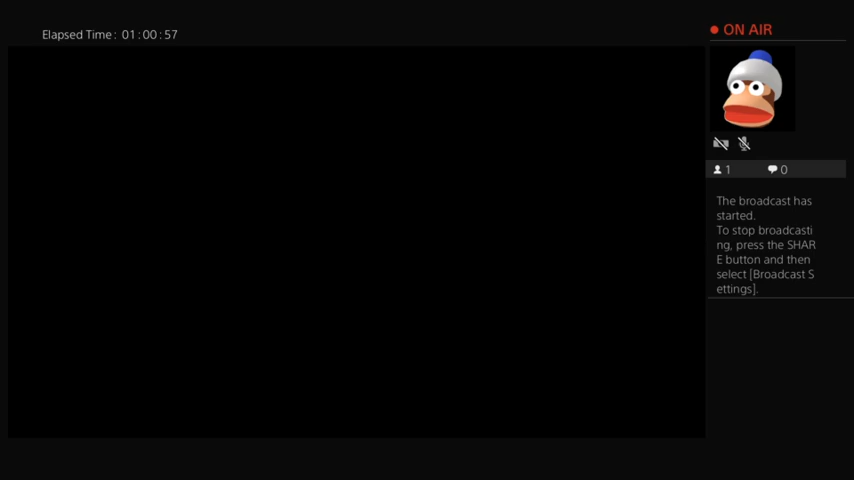 Elapsed Time: 01:00:57
ON AIR
1 0
The broadcast has
started.
To stop broadcasti
ng, press the SHAR
E button and then
select [Broadcast S
ettings].